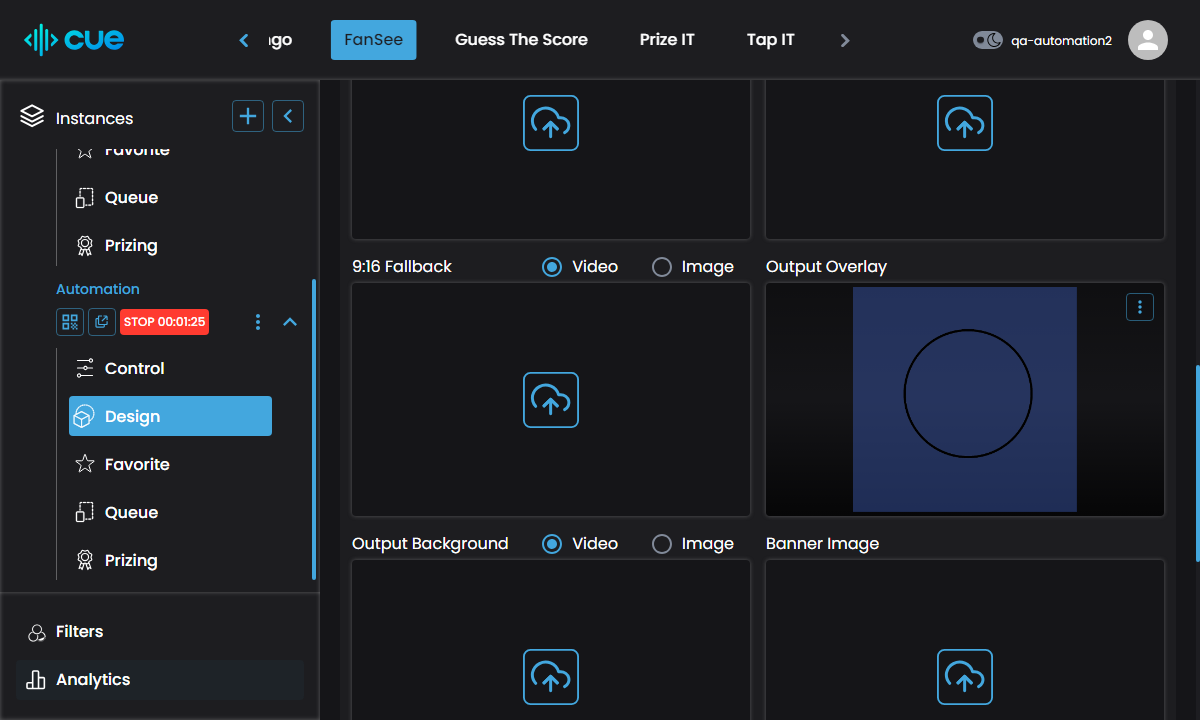 cue
FanSee
Guess The Score
Prize IT
Tap IT
qa-automation2
Instances
Favorite
Queue
Prizing
Automation
STOP 00:01:25
Control
Design
Favorite
Queue
Prizing
Filters
Analytics
9:16 Fallback
Video
Image
Output Overlay
Output Background
Video
Image
Banner Image